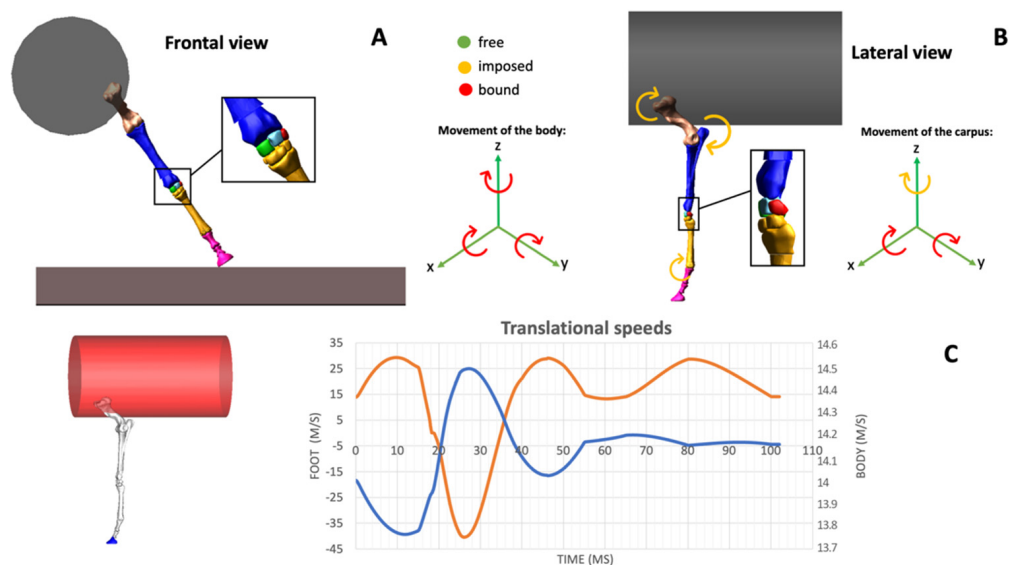 Frontal view
A
free
imposed
bound
Movement of the body:
z
x
y
B
Lateral view
Movement of the carpus:
z
x
y
Translational speeds
C
35
25
15
5
-5
-15
-25
-35
-45
FOOT (M/S)
0 10 20 30 40 50 60 70 80 90 100 110
TIME (MS)
14.6
14.5
14.4
14.3
14.2
14.1
14
13.9
13.8
13.7
BODY (M/S)